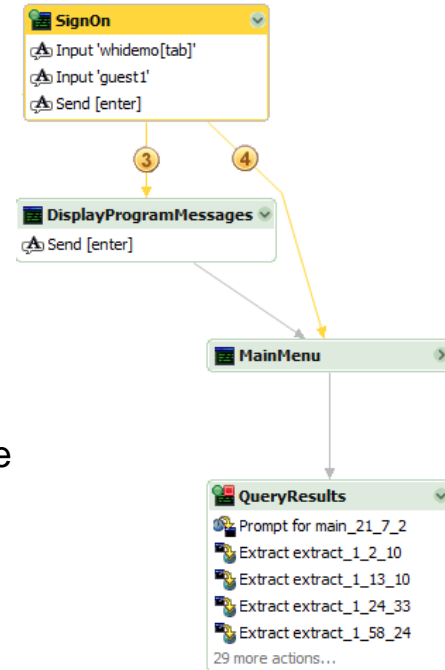 SignOn
Input 'whidemo[tab]'
Input 'guest1'
Send [enter]
3
4
DisplayProgramMessages
Send [enter]
MainMenu
e
QueryResults
Prompt for main_21_7_2
Extract extract_1_2_10
Extract extract_1_13_10
Extract extract_1_24_33
Extract extract_1_58_24
29 more actions...